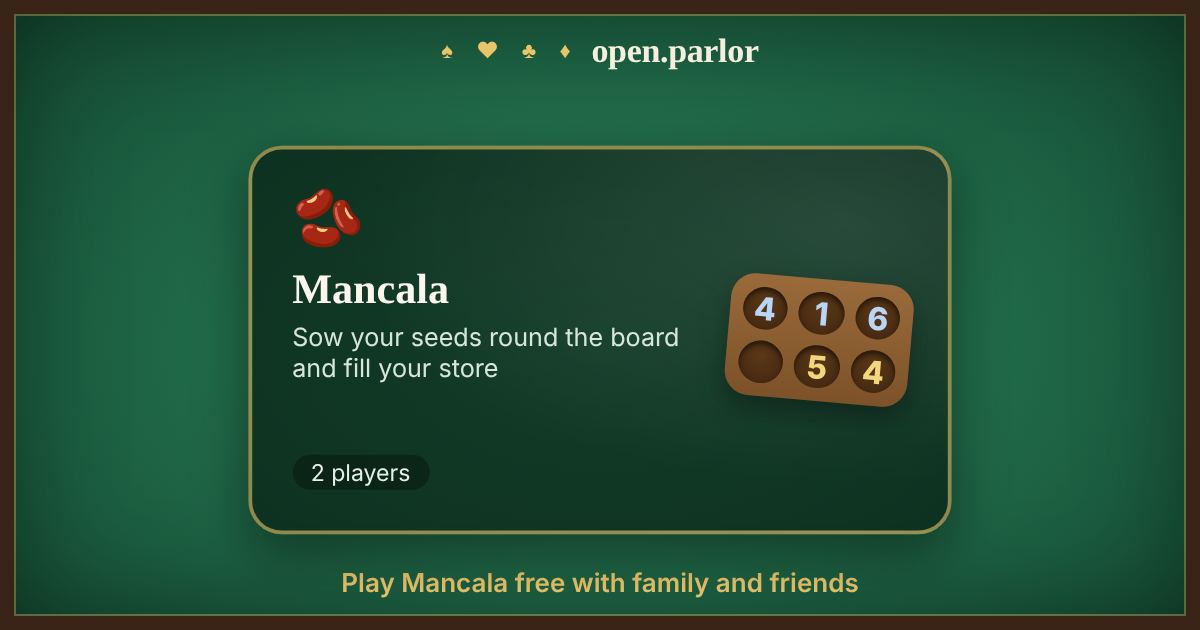 ♠ ♥ ♣ ♦ open.parlor
Mancala
Sow your seeds round the board
and fill your store
4 1 6
5 4
2 players
Play Mancala free with family and friends